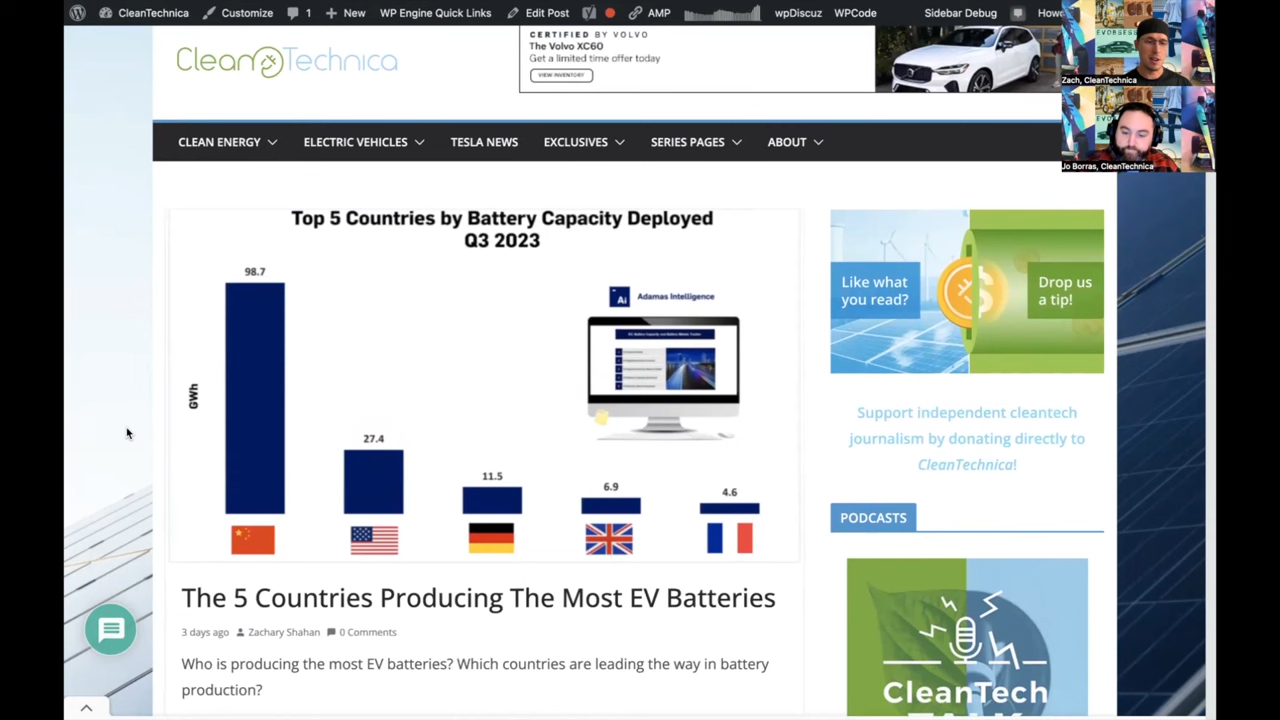 CleanTechnica
Customize
1
New
WP Engine Quick Links
Edit Post
AMP
wpDiscuz
WPCode
Sidebar Debug
Howe
Zach, CleanTechnica
Jo Borras, CleanTechnica
CleanTechnica
CERTIFIED BY VOLVO
The Volvo XC60
Get a limited time offer today
VIEW INVENTORY
CLEAN ENERGY
ELECTRIC VEHICLES
TESLA NEWS
EXCLUSIVES
SERIES PAGES
ABOUT
Top 5 Countries by Battery Capacity Deployed
Q3 2023
98.7
Ai
Adamas Intelligence
GWh
27.4
11.5
6.9
4.6
The 5 Countries Producing The Most EV Batteries
3 days ago
Zachary Shahan
0 Comments
Who is producing the most EV batteries? Which countries are leading the way in battery
production?
Like what
you read?
Drop us
a tip!
Support independent cleantech
journalism by donating directly to
CleanTechnica!
PODCASTS
CleanTech
TALK